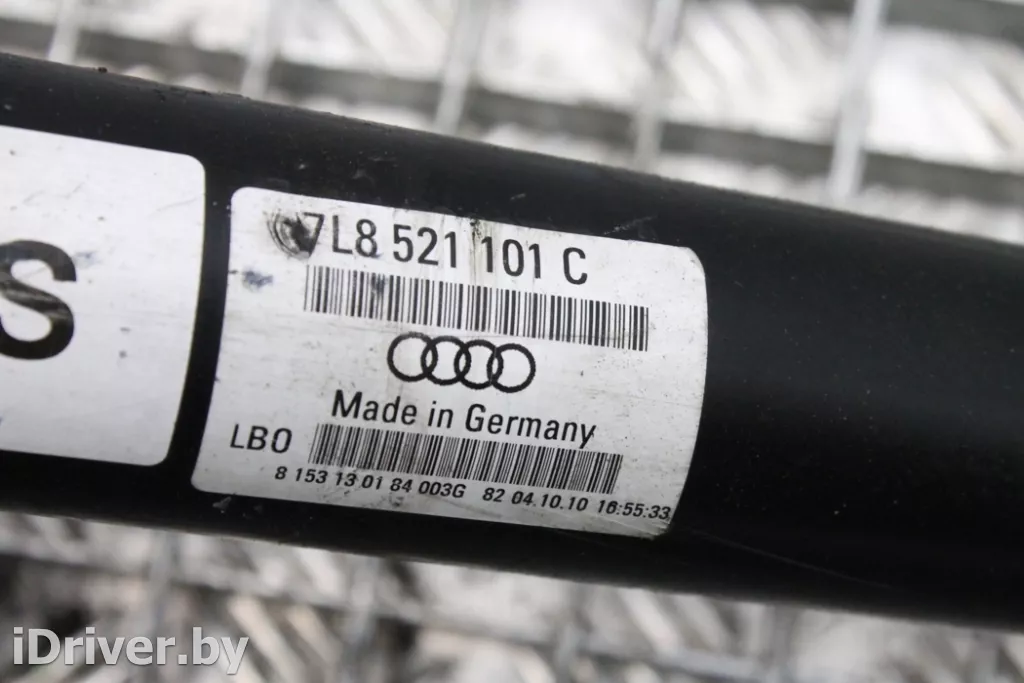 S
7L8 521 101 C
Made in Germany
LB0
8 153 13 01 84 003G 82 04.10.10 16:55:33
iDriver.by